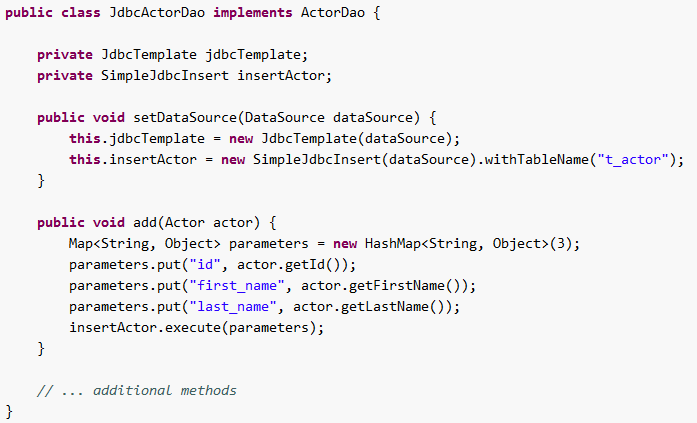 public class JdbcActorDao implements ActorDao {
private JdbcTemplate jdbcTemplate;
private SimpleJdbcInsert insertActor;
public void setDataSource(DataSource dataSource) {
this.jdbcTemplate = new JdbcTemplate(dataSource);
this.insertActor = new SimpleJdbcInsert(dataSource).withTableName("t_actor");
}
public void add(Actor actor) {
Map<String, Object> parameters = new HashMap<String, Object>(3);
parameters.put("id", actor.getId());
parameters.put("first_name", actor.getFirstName());
parameters.put("last_name", actor.getLastName());
insertActor.execute(parameters);
}
// ... additional methods
}